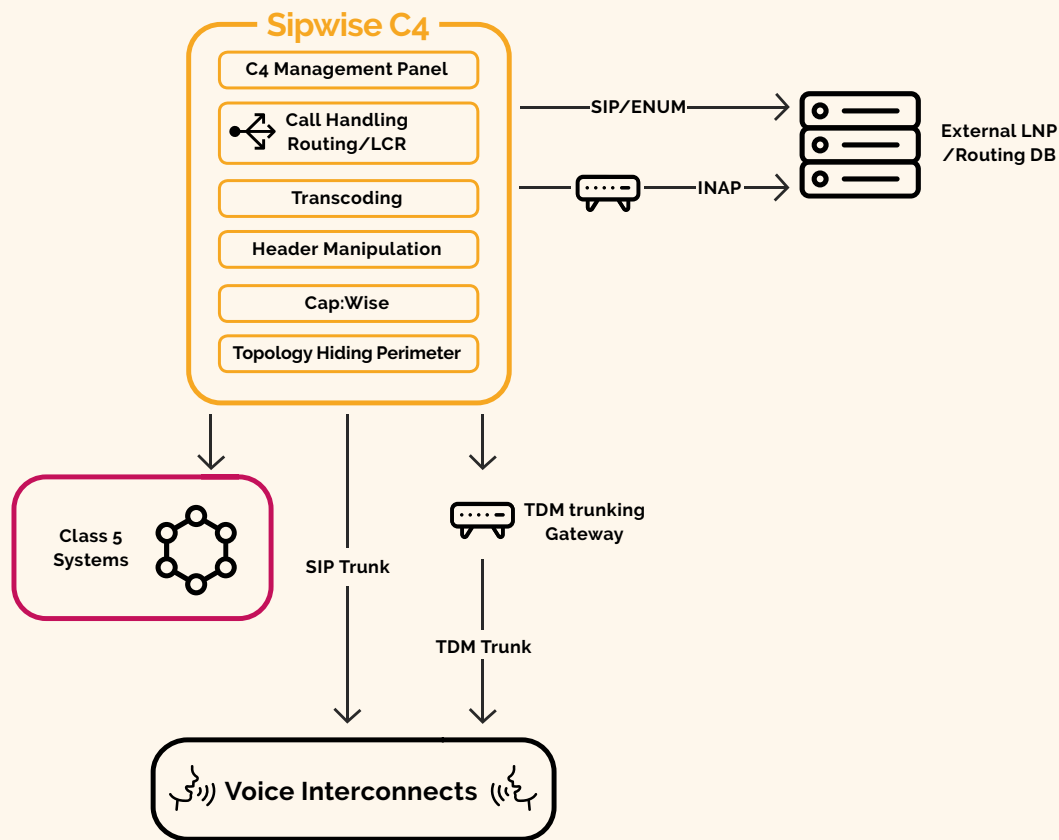 Sipwise C4
C4 Management Panel
Call Handling
Routing/LCR
Transcoding
Header Manipulation
Cap:Wise
Topology Hiding Perimeter
SIP/ENUM
INAP
External LNP
/Routing DB
Class 5
Systems
SIP Trunk
TDM trunking
Gateway
TDM Trunk
Voice Interconnects